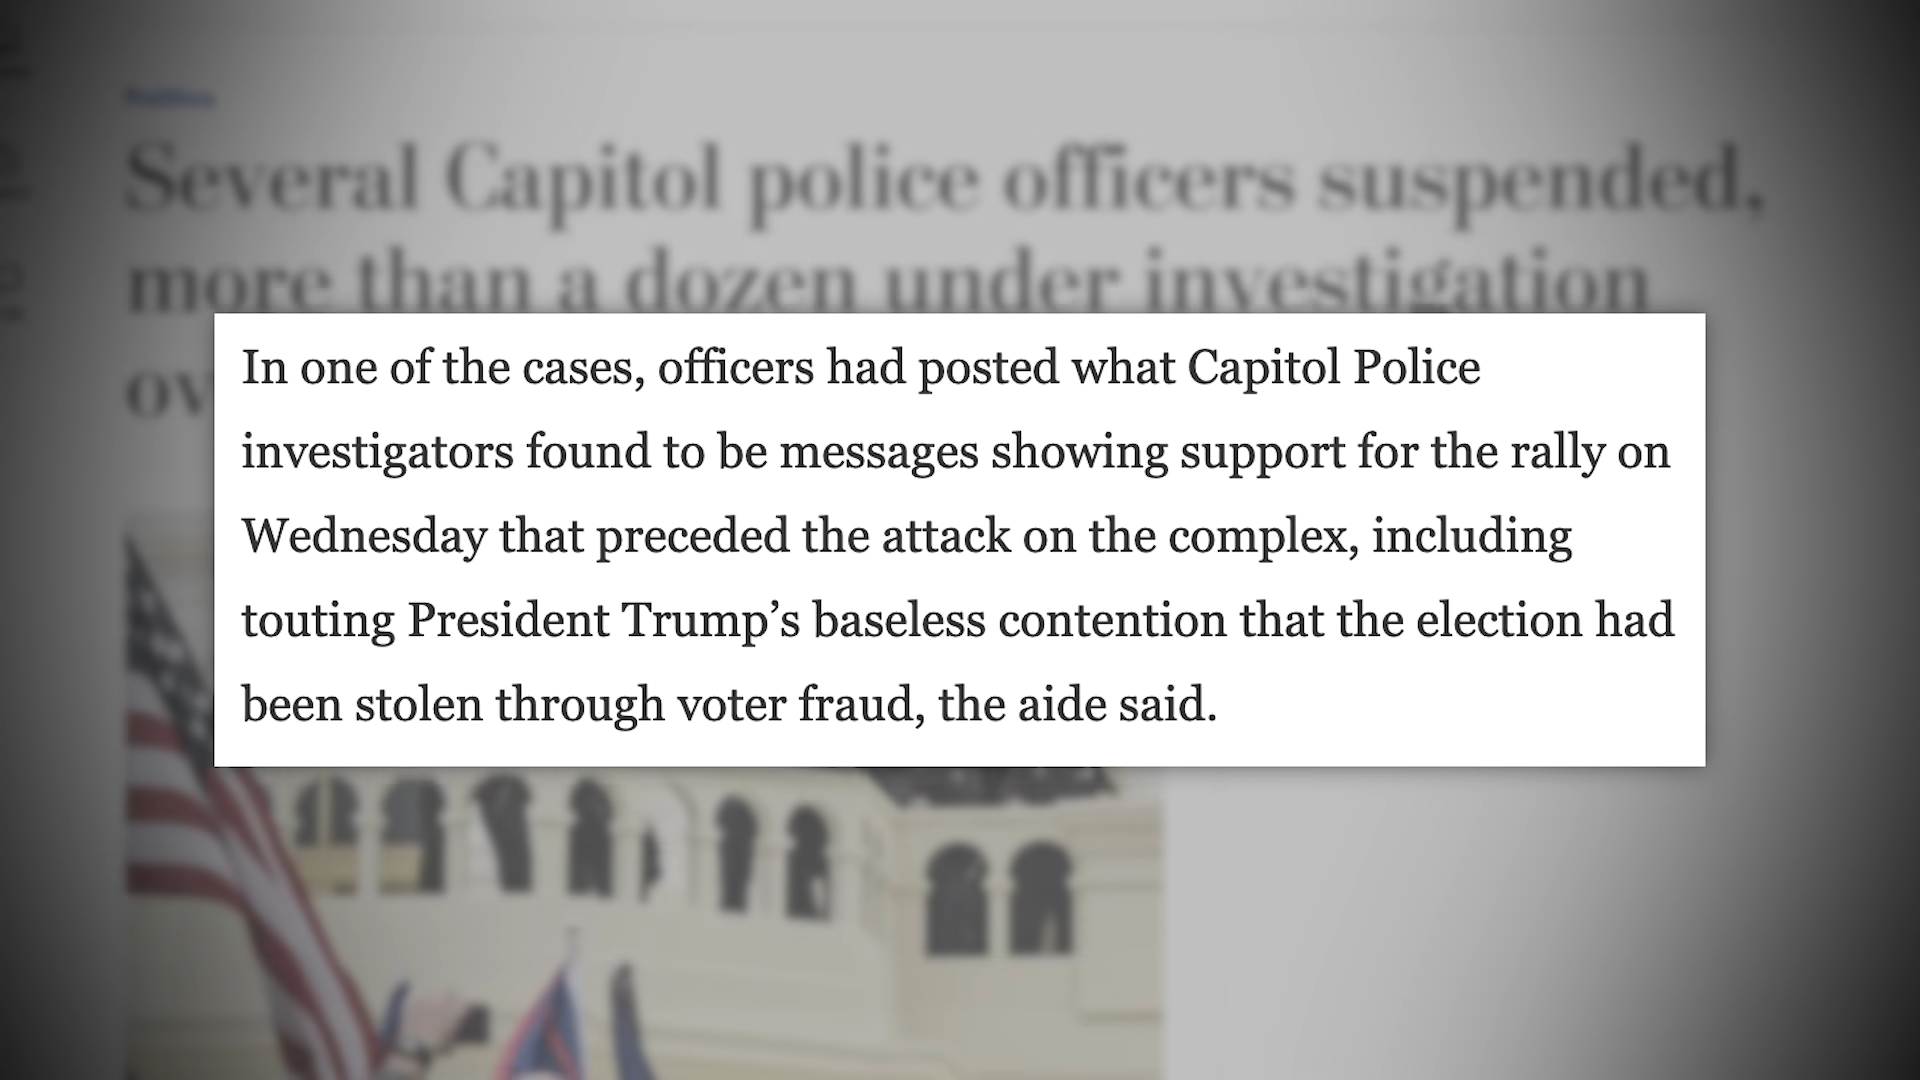 Politics
Several Capitol police officers suspended,
more than a dozen under investigation
ov
In one of the cases, officers had posted what Capitol Police
investigators found to be messages showing support for the rally on
Wednesday that preceded the attack on the complex, including
touting President Trump’s baseless contention that the election had
been stolen through voter fraud, the aide said.